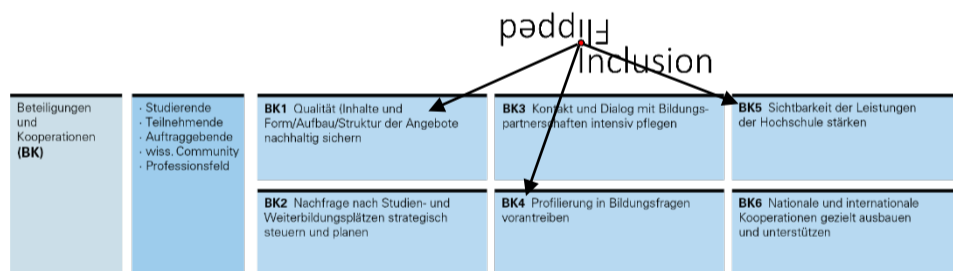 Flipped
Inclusion
Beteiligungen
und
Kooperationen
(BK)
· Studierende
· Teilnehmende
· Auftraggebende
· wiss. Community
· Professionsfeld
BK1 Qualität (Inhalte und
Form/Aufbau/Struktur der Angebote
nachhaltig sichern
BK3 Kontakt und Dialog mit Bildungs-
partnerschaften intensiv pflegen
BK5 Sichtbarkeit der Leistungen
der Hochschule stärken
BK2 Nachfrage nach Studien- und
Weiterbildungsplätzen strategisch
steuern und planen
BK4 Profilierung in Bildungsfragen
vorantreiben
BK6 Nationale und internationale
Kooperationen gezielt ausbauen
und unterstützen